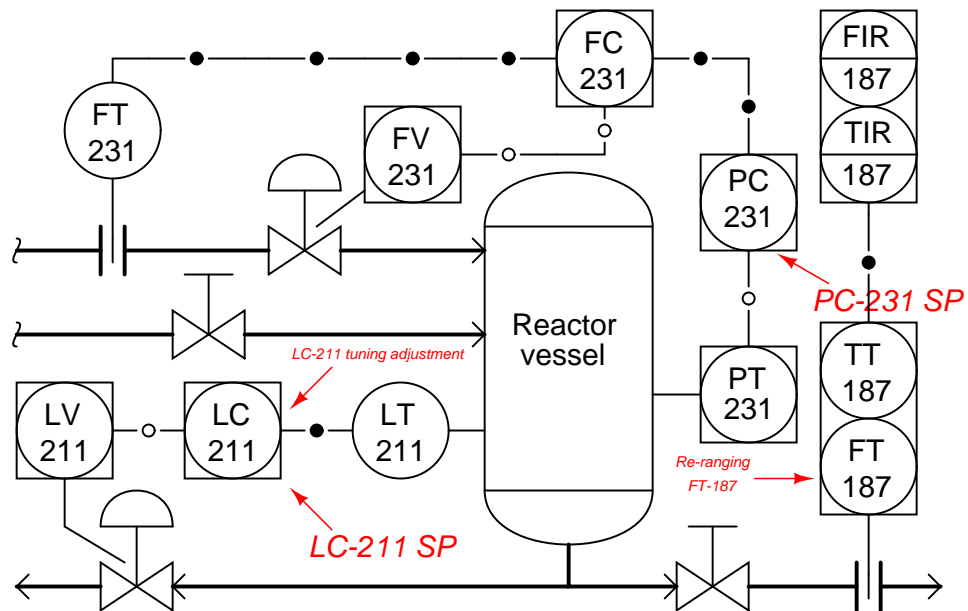 FC
231
FIR
187
FT
231
FV
231
TIR
187
PC
231
PC-231 SP
Reactor
vessel
LC-211 tuning adjustment
LV
211
LC
211
LT
211
PT
231
TT
187
FT
187
Re-ranging
FT-187
LC-211 SP